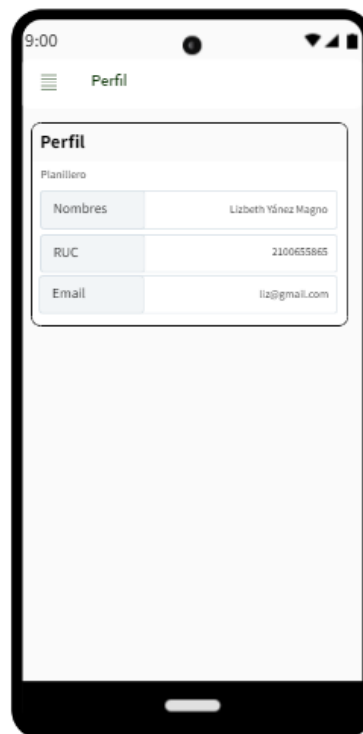 9:00
Perfil
Perfil
Planillero
Nombres Lizbeth Yánez Magno
RUC 2100655865
Email liz@gmail.com